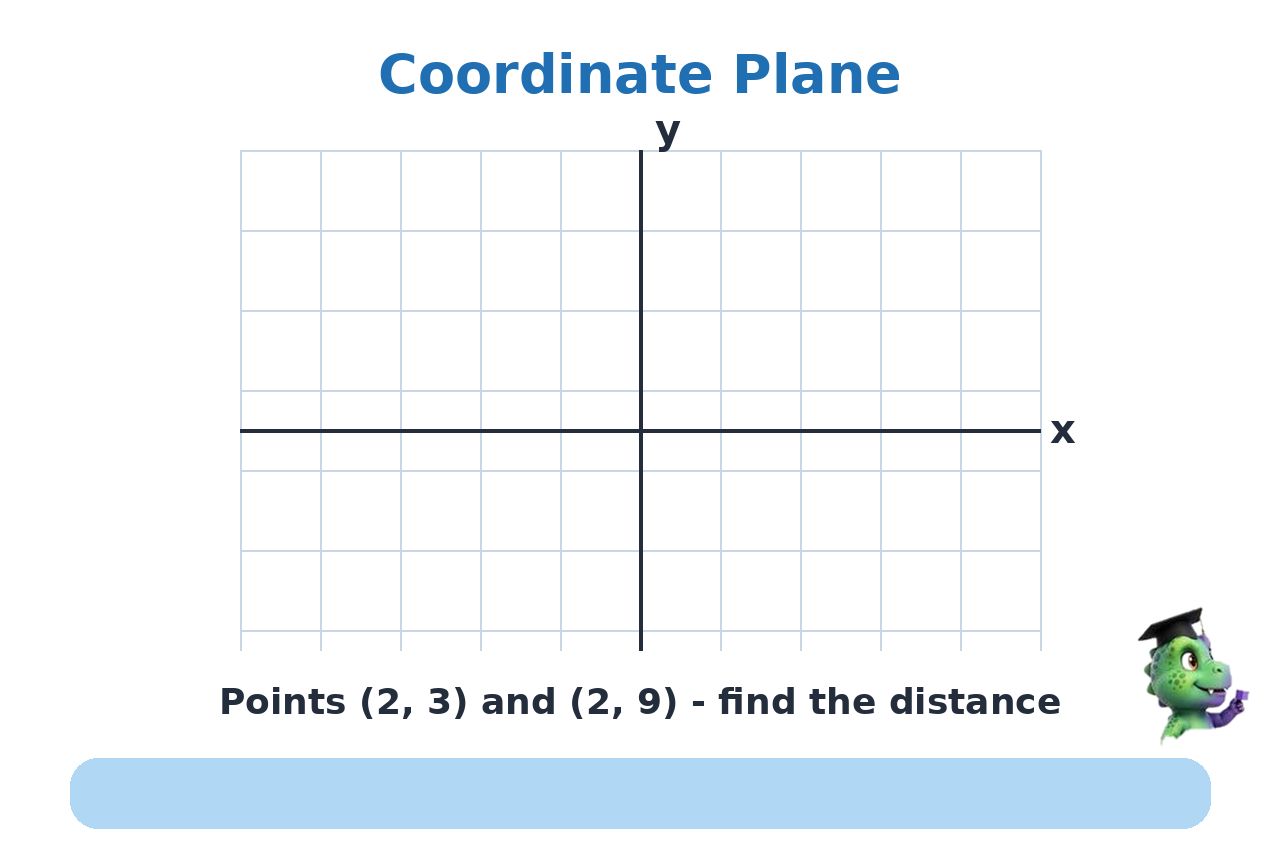 Coordinate Plane
y
x
Points (2, 3) and (2, 9) - find the distance